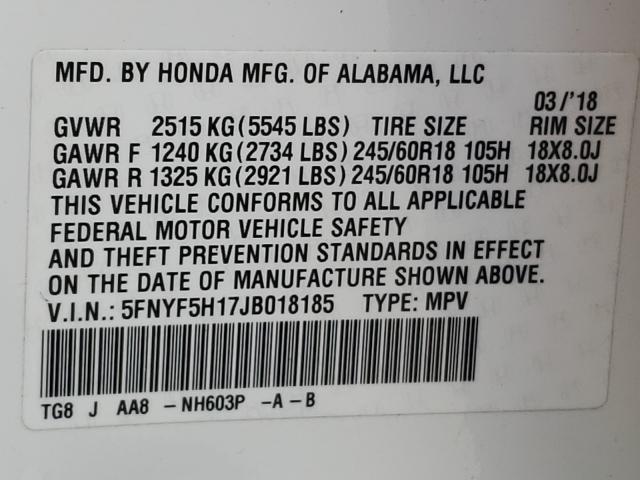 MFD. BY HONDA MFG. OF ALABAMA, LLC
03/'18
GVWR 2515 KG(5545 LBS) TIRE SIZE RIM SIZE
GAWR F 1240 KG(2734 LBS) 245/60R18 105H 18X8.0J
GAWR R 1325 KG(2921 LBS) 245/60R18 105H 18X8.0J
THIS VEHICLE CONFORMS TO ALL APPLICABLE
FEDERAL MOTOR VEHICLE SAFETY
AND THEFT PREVENTION STANDARDS IN EFFECT
ON THE DATE OF MANUFACTURE SHOWN ABOVE.
V.I.N.: 5FNYF5H17JB018185 TYPE: MPV
TG8 J AA8 -NH603P -A-B